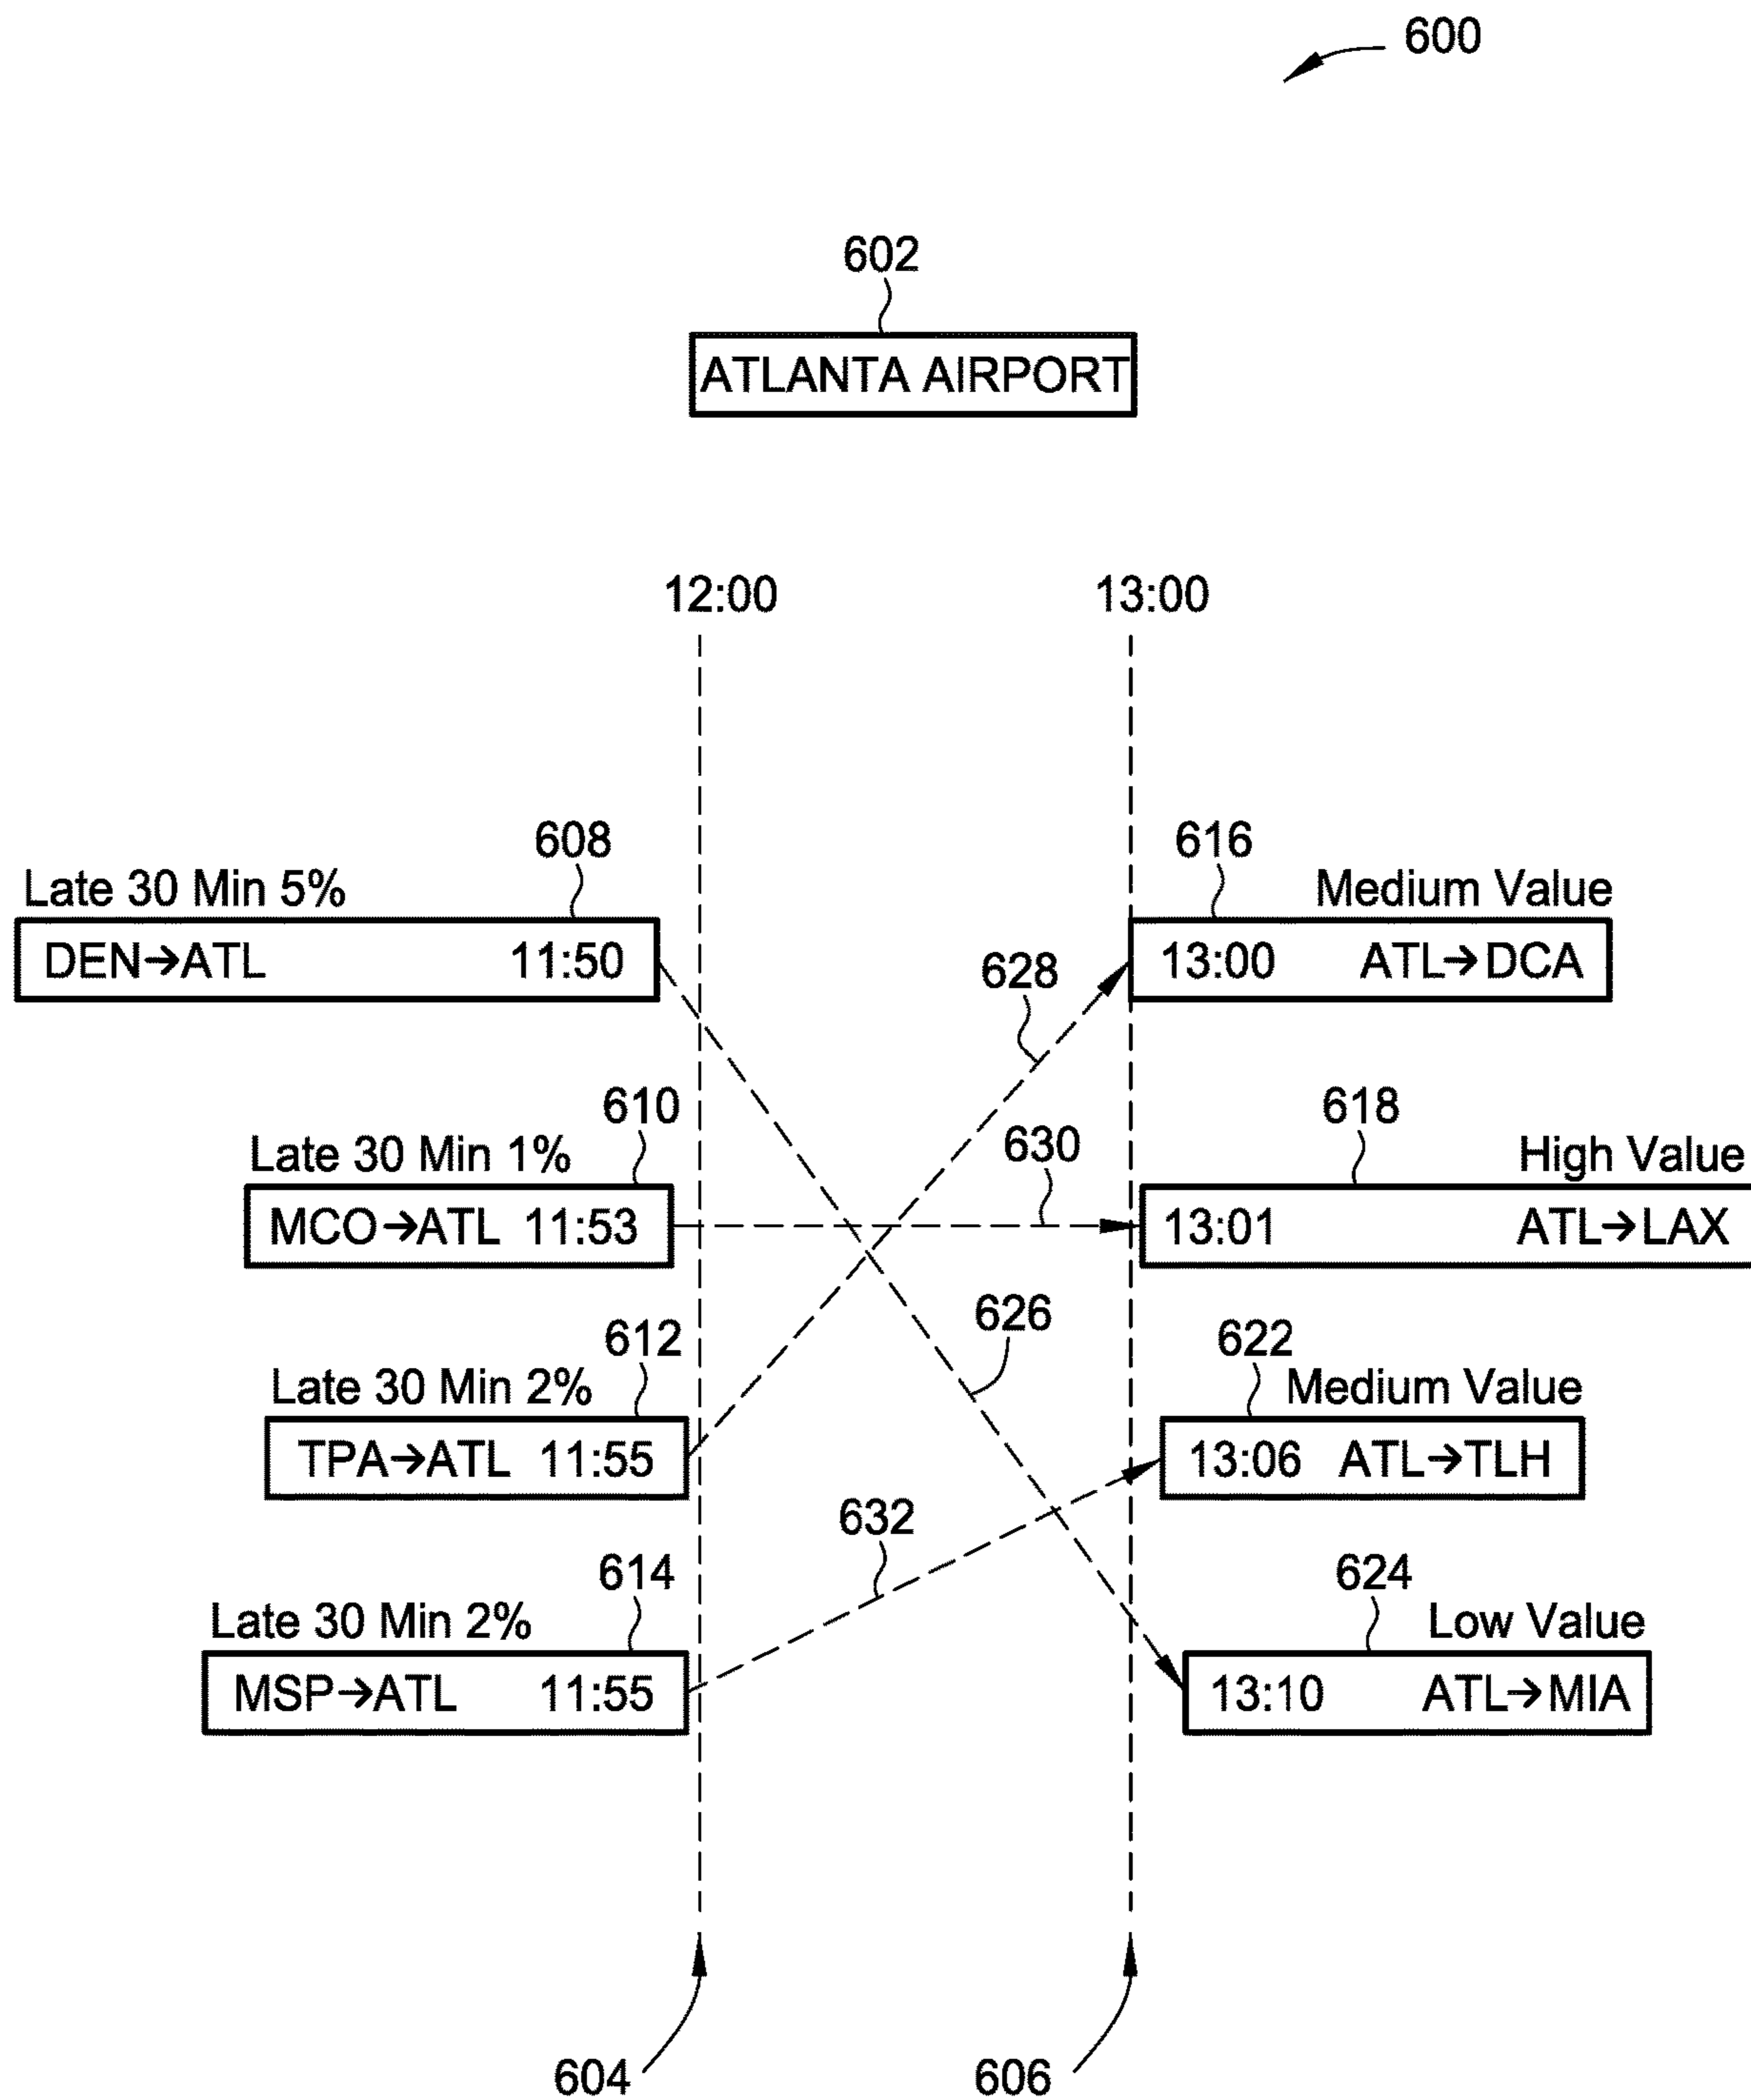 600
602
ATLANTA AIRPORT
12:00 13:00
608 616
Late 30 Min 5% Medium Value
DEN→ATL 11:50 628 13:00 ATL→DCA
610 618
Late 30 Min 1% 630 High Value
MCO→ATL 11:53 13:01 ATL→LAX
612 626 622
Late 30 Min 2% Medium Value
TPA→ATL 11:55 13:06 ATL→TLH
632
614 624
Late 30 Min 2% Low Value
MSP→ATL 11:55 13:10 ATL→MIA
604 606